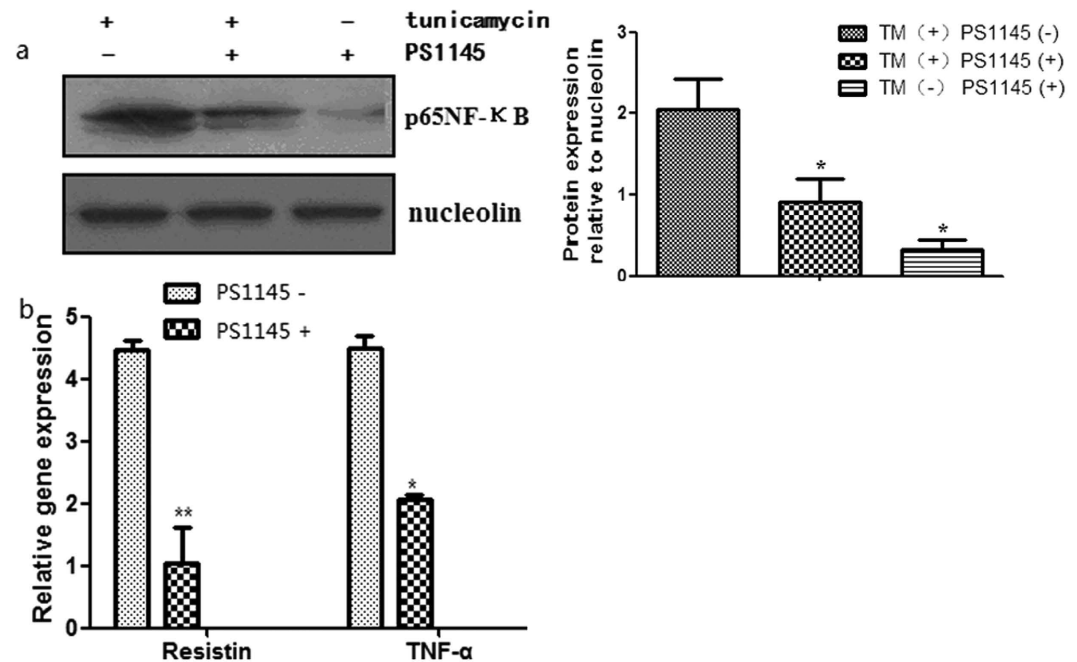 + + − tunicamycin
a − + + PS1145
p65NF-κB
nucleolin
TM (+) PS1145 (-)
TM (+) PS1145 (+)
TM (-) PS1145 (+)
Protein expression
relative to nucleolin
3
2
1
0
*
*
b
PS1145 -
PS1145 +
Relative gene expression
5
4
3
2
1
0
**
*
Resistin TNF-α